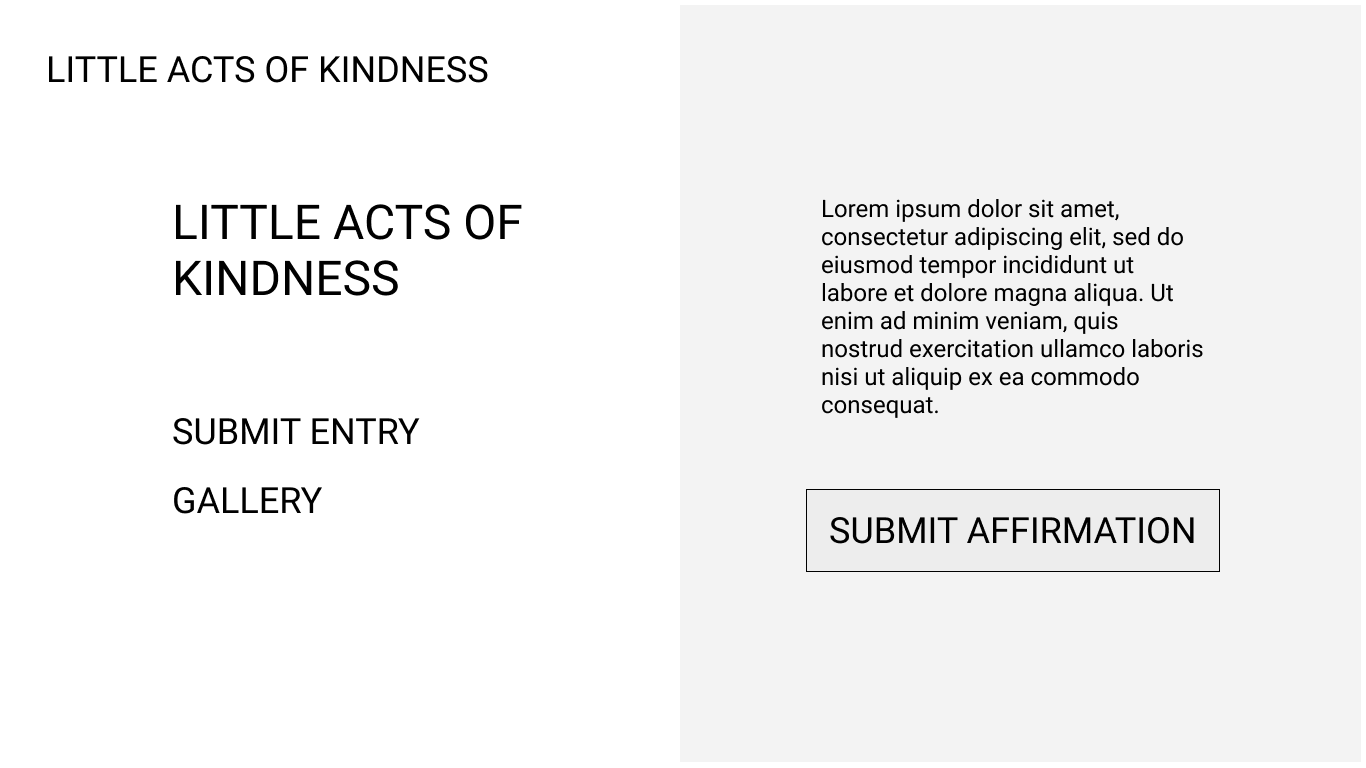 LITTLE ACTS OF KINDNESS
LITTLE ACTS OF
KINDNESS
SUBMIT ENTRY
GALLERY
Lorem ipsum dolor sit amet,
consectetur adipiscing elit, sed do
eiusmod tempor incididunt ut
labore et dolore magna aliqua. Ut
enim ad minim veniam, quis
nostrud exercitation ullamco laboris
nisi ut aliquip ex ea commodo
consequat.
SUBMIT AFFIRMATION